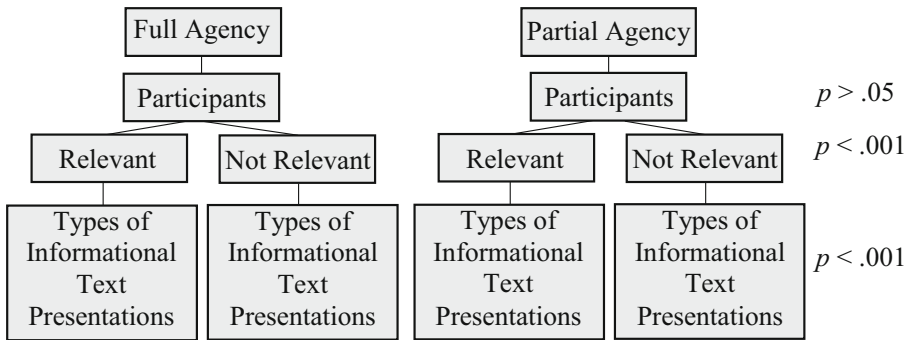 Full Agency
Partial Agency
Participants
Participants
p > .05
Relevant
Not Relevant
Relevant
Not Relevant
p < .001
Types of
Informational
Text
Presentations
Types of
Informational
Text
Presentations
Types of
Informational
Text
Presentations
Types of
Informational
Text
Presentations
p < .001